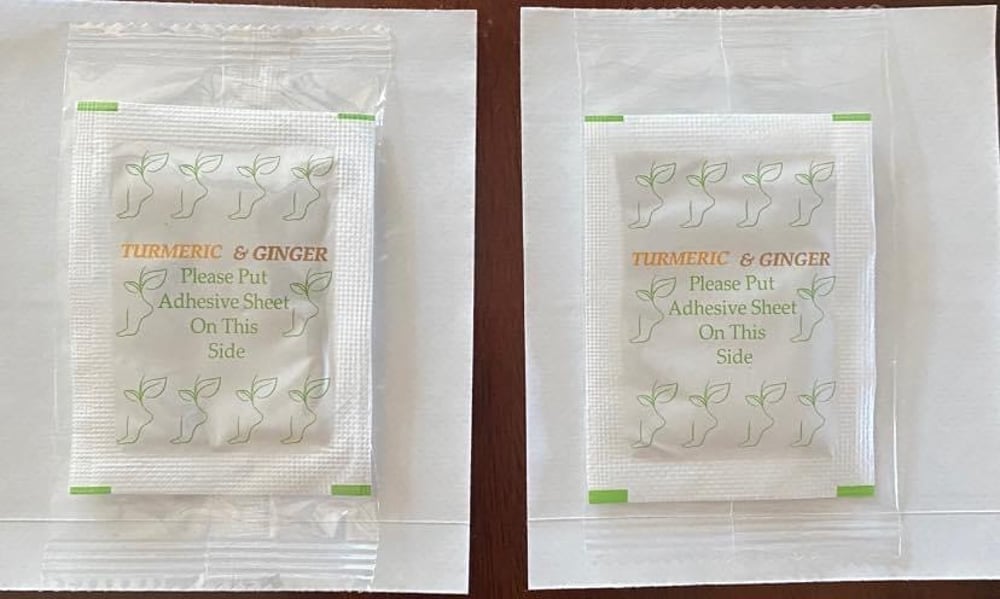 TURMERIC & GINGER
Please Put
Adhesive Sheet
On This
Side
TURMERIC & GINGER
Please Put
Adhesive Sheet
On This
Side